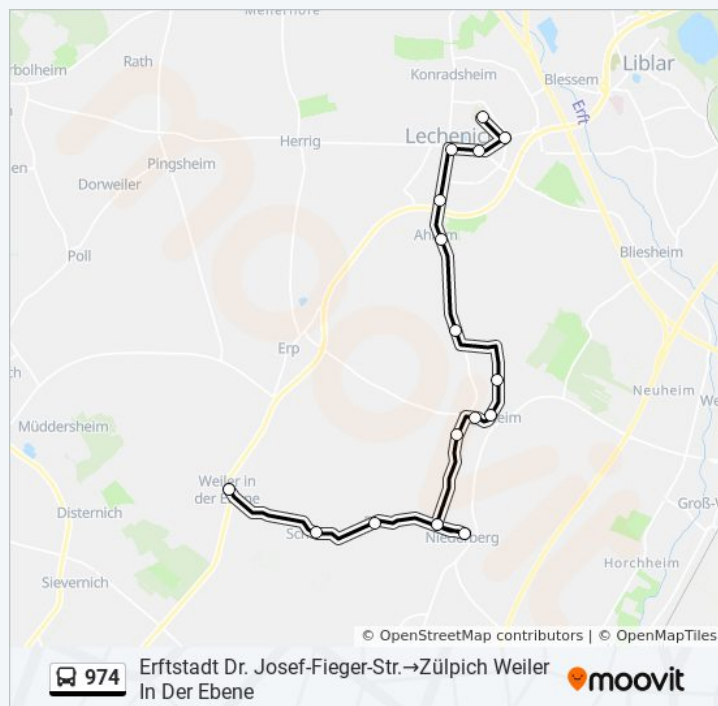 Mellerhöfe
Rath
Liblar
Konradsheim
Blessem
Erft
Herrig
Lechenich
Pingsheim
Dorweiler
Poll
Bliesheim
Erp
Neuheim
Müddersheim
Weiler in
der Ebene
Disternich
Niederberg
Sievernich
Horchheim
© OpenStreetMap contributors | © OpenMapTiles
974
Erftstadt Dr. Josef-Fieger-Str.→Zülpich Weiler
In Der Ebene
moovit